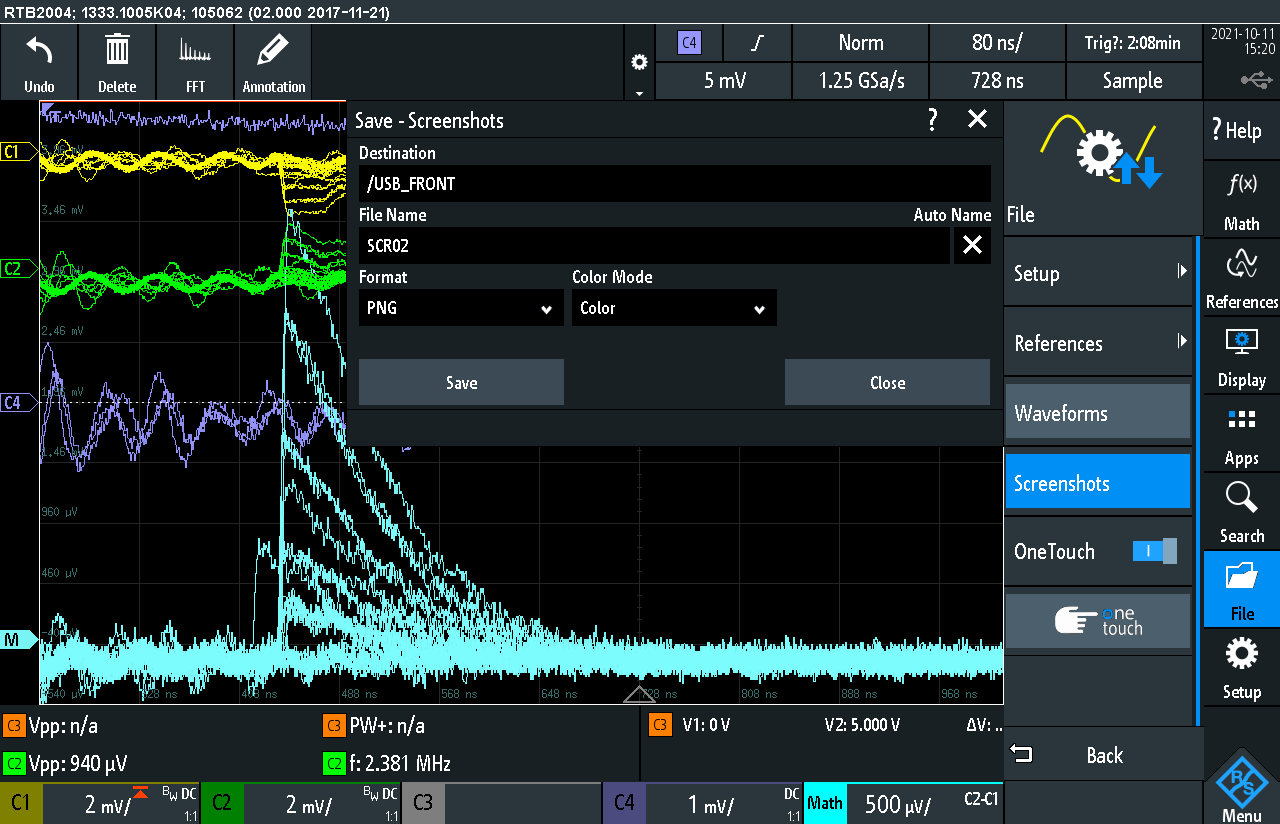 RTB2004; 1333.1005K04; 105062 (02.000 2017-11-21)
Undo
Delete
FFT
Annotation
C4
Norm
80 ns/
Trig?: 2:08min
2021-10-11
15:20
5 mV
1.25 GSa/s
728 ns
Sample
Save - Screenshots
?
Destination
/USB_FRONT
File Name
Auto Name
SCR02
Format
Color Mode
PNG
Color
Save
Close
C1
C2
C4
M
3.46 mV
2.46 mV
1.46 mV
960 µV
460 µV
488 ns
568 ns
648 ns
728 ns
808 ns
888 ns
968 ns
File
Setup
References
Waveforms
Screenshots
OneTouch
I
one
touch
Back
? Help
f(x)
Math
References
Display
Apps
Search
File
Setup
R&S
Menu
C3 Vpp: n/a
C3 PW+: n/a
C3 V1: 0 V
V2: 5.000 V
ΔV: ..
C2 Vpp: 940 µV
C2 f: 2.381 MHz
C1
2 mV/
BW DC
1:1
C2
2 mV/
BW DC
1:1
C3
C4
1 mV/
DC
1:1
Math
500 µV/
C2-C1